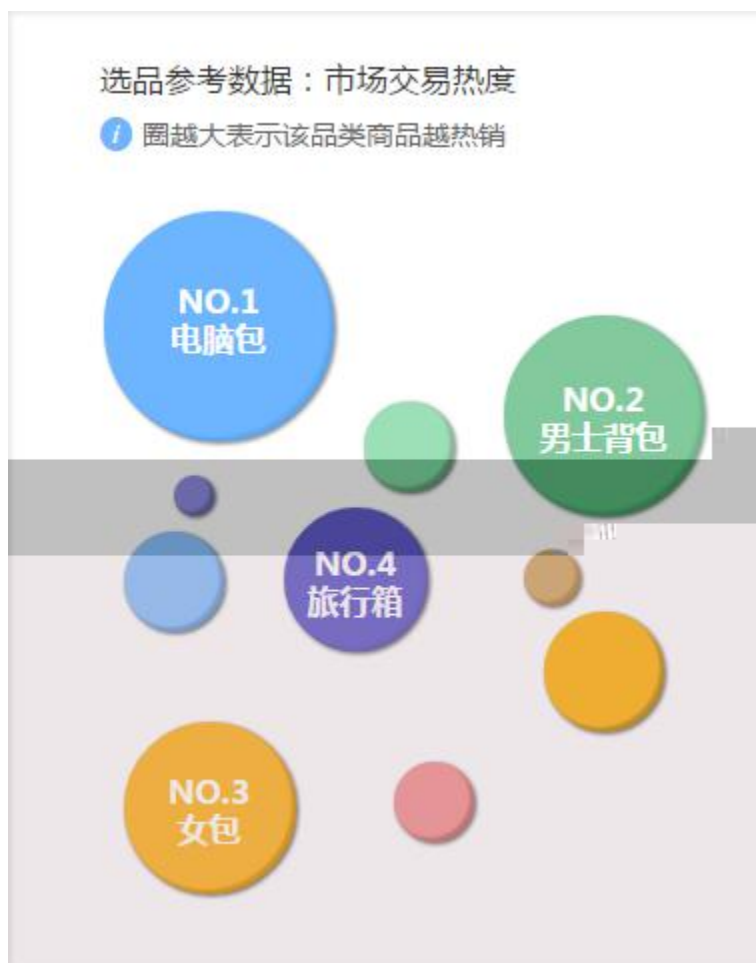 选品参考数据：市场交易热度
i 圈越大表示该品类商品越热销
NO.1
电脑包
NO.2
男士背包
NO.4
旅行箱
NO.3
女包